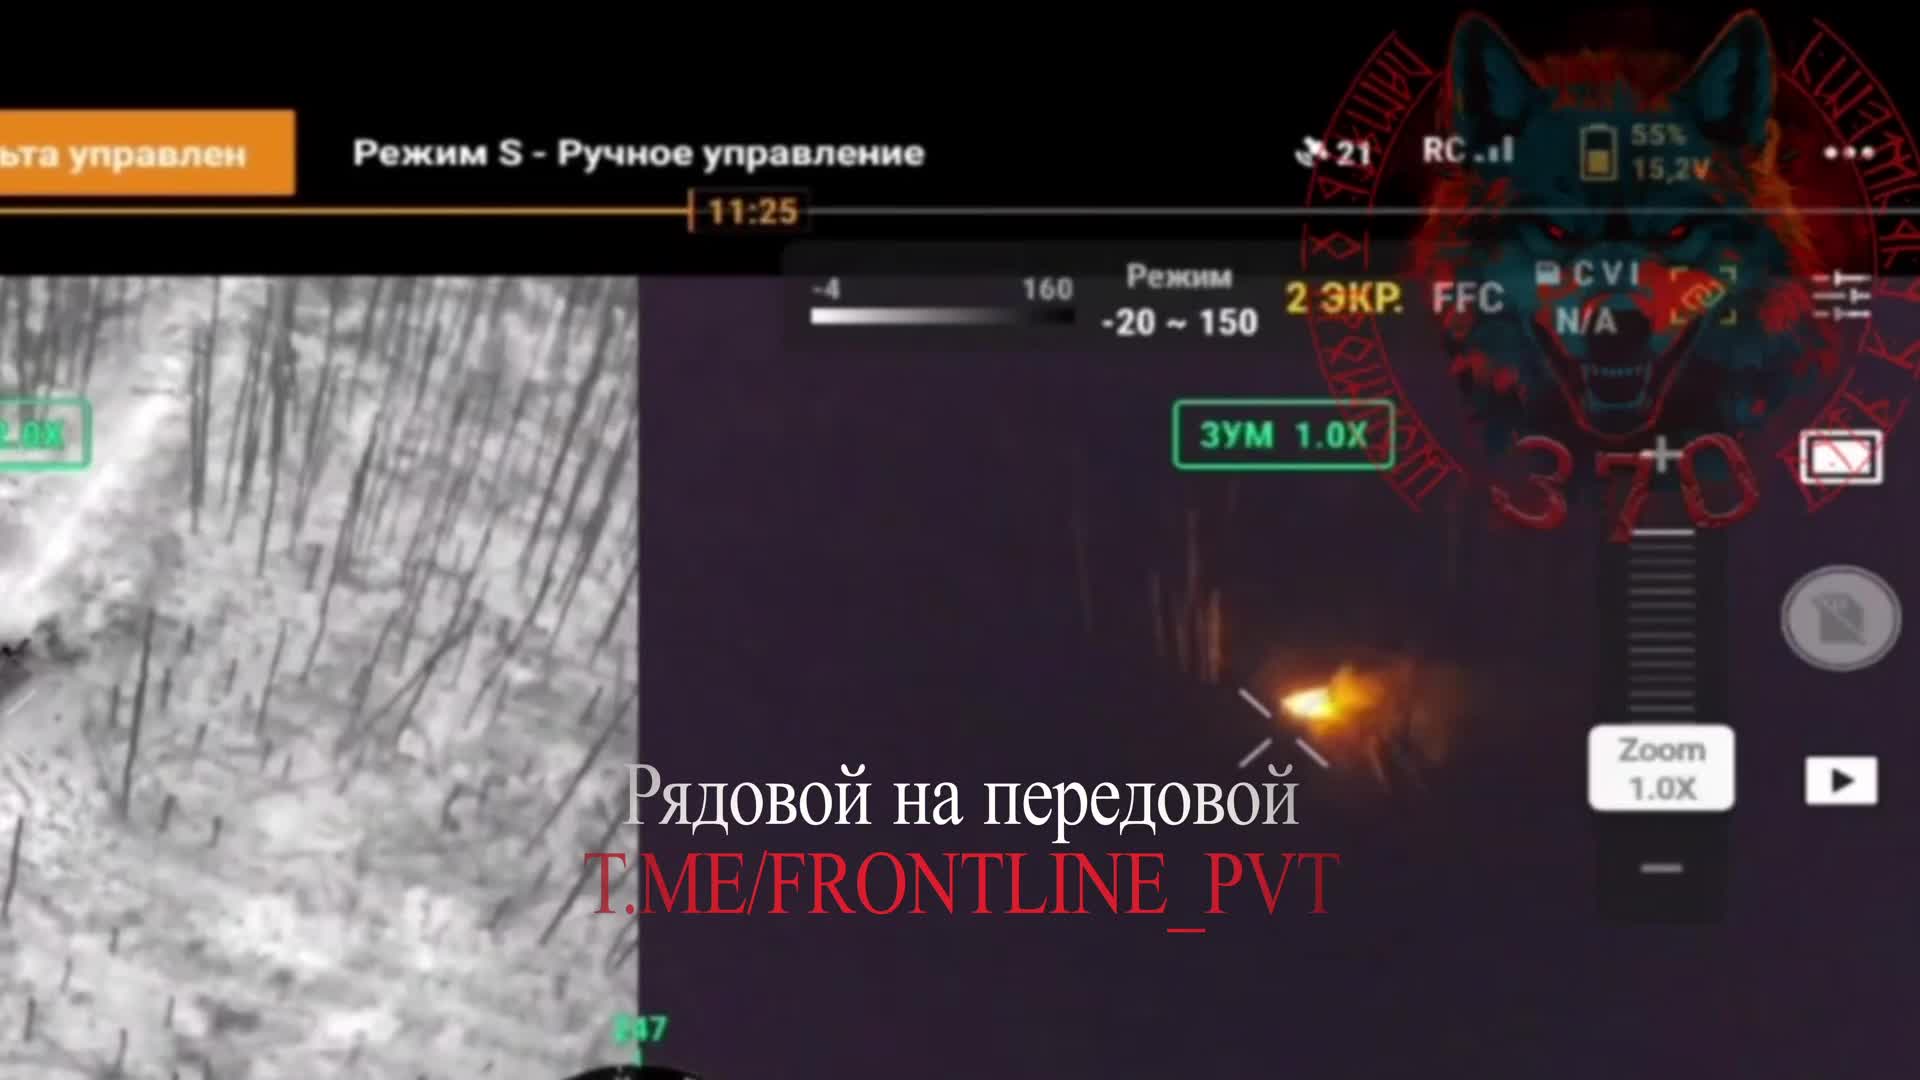 ьта управлен
Режим S - Ручное управление
21
RC
55%
15,2V
11:25
-4
160
Режим
-20 ~ 150
2 ЭКР.
FFC
C V I
N/A
ЗУМ 1.0X
370
Zoom
1.0X
Рядовой на передовой
T.ME/FRONTLINE_PVT